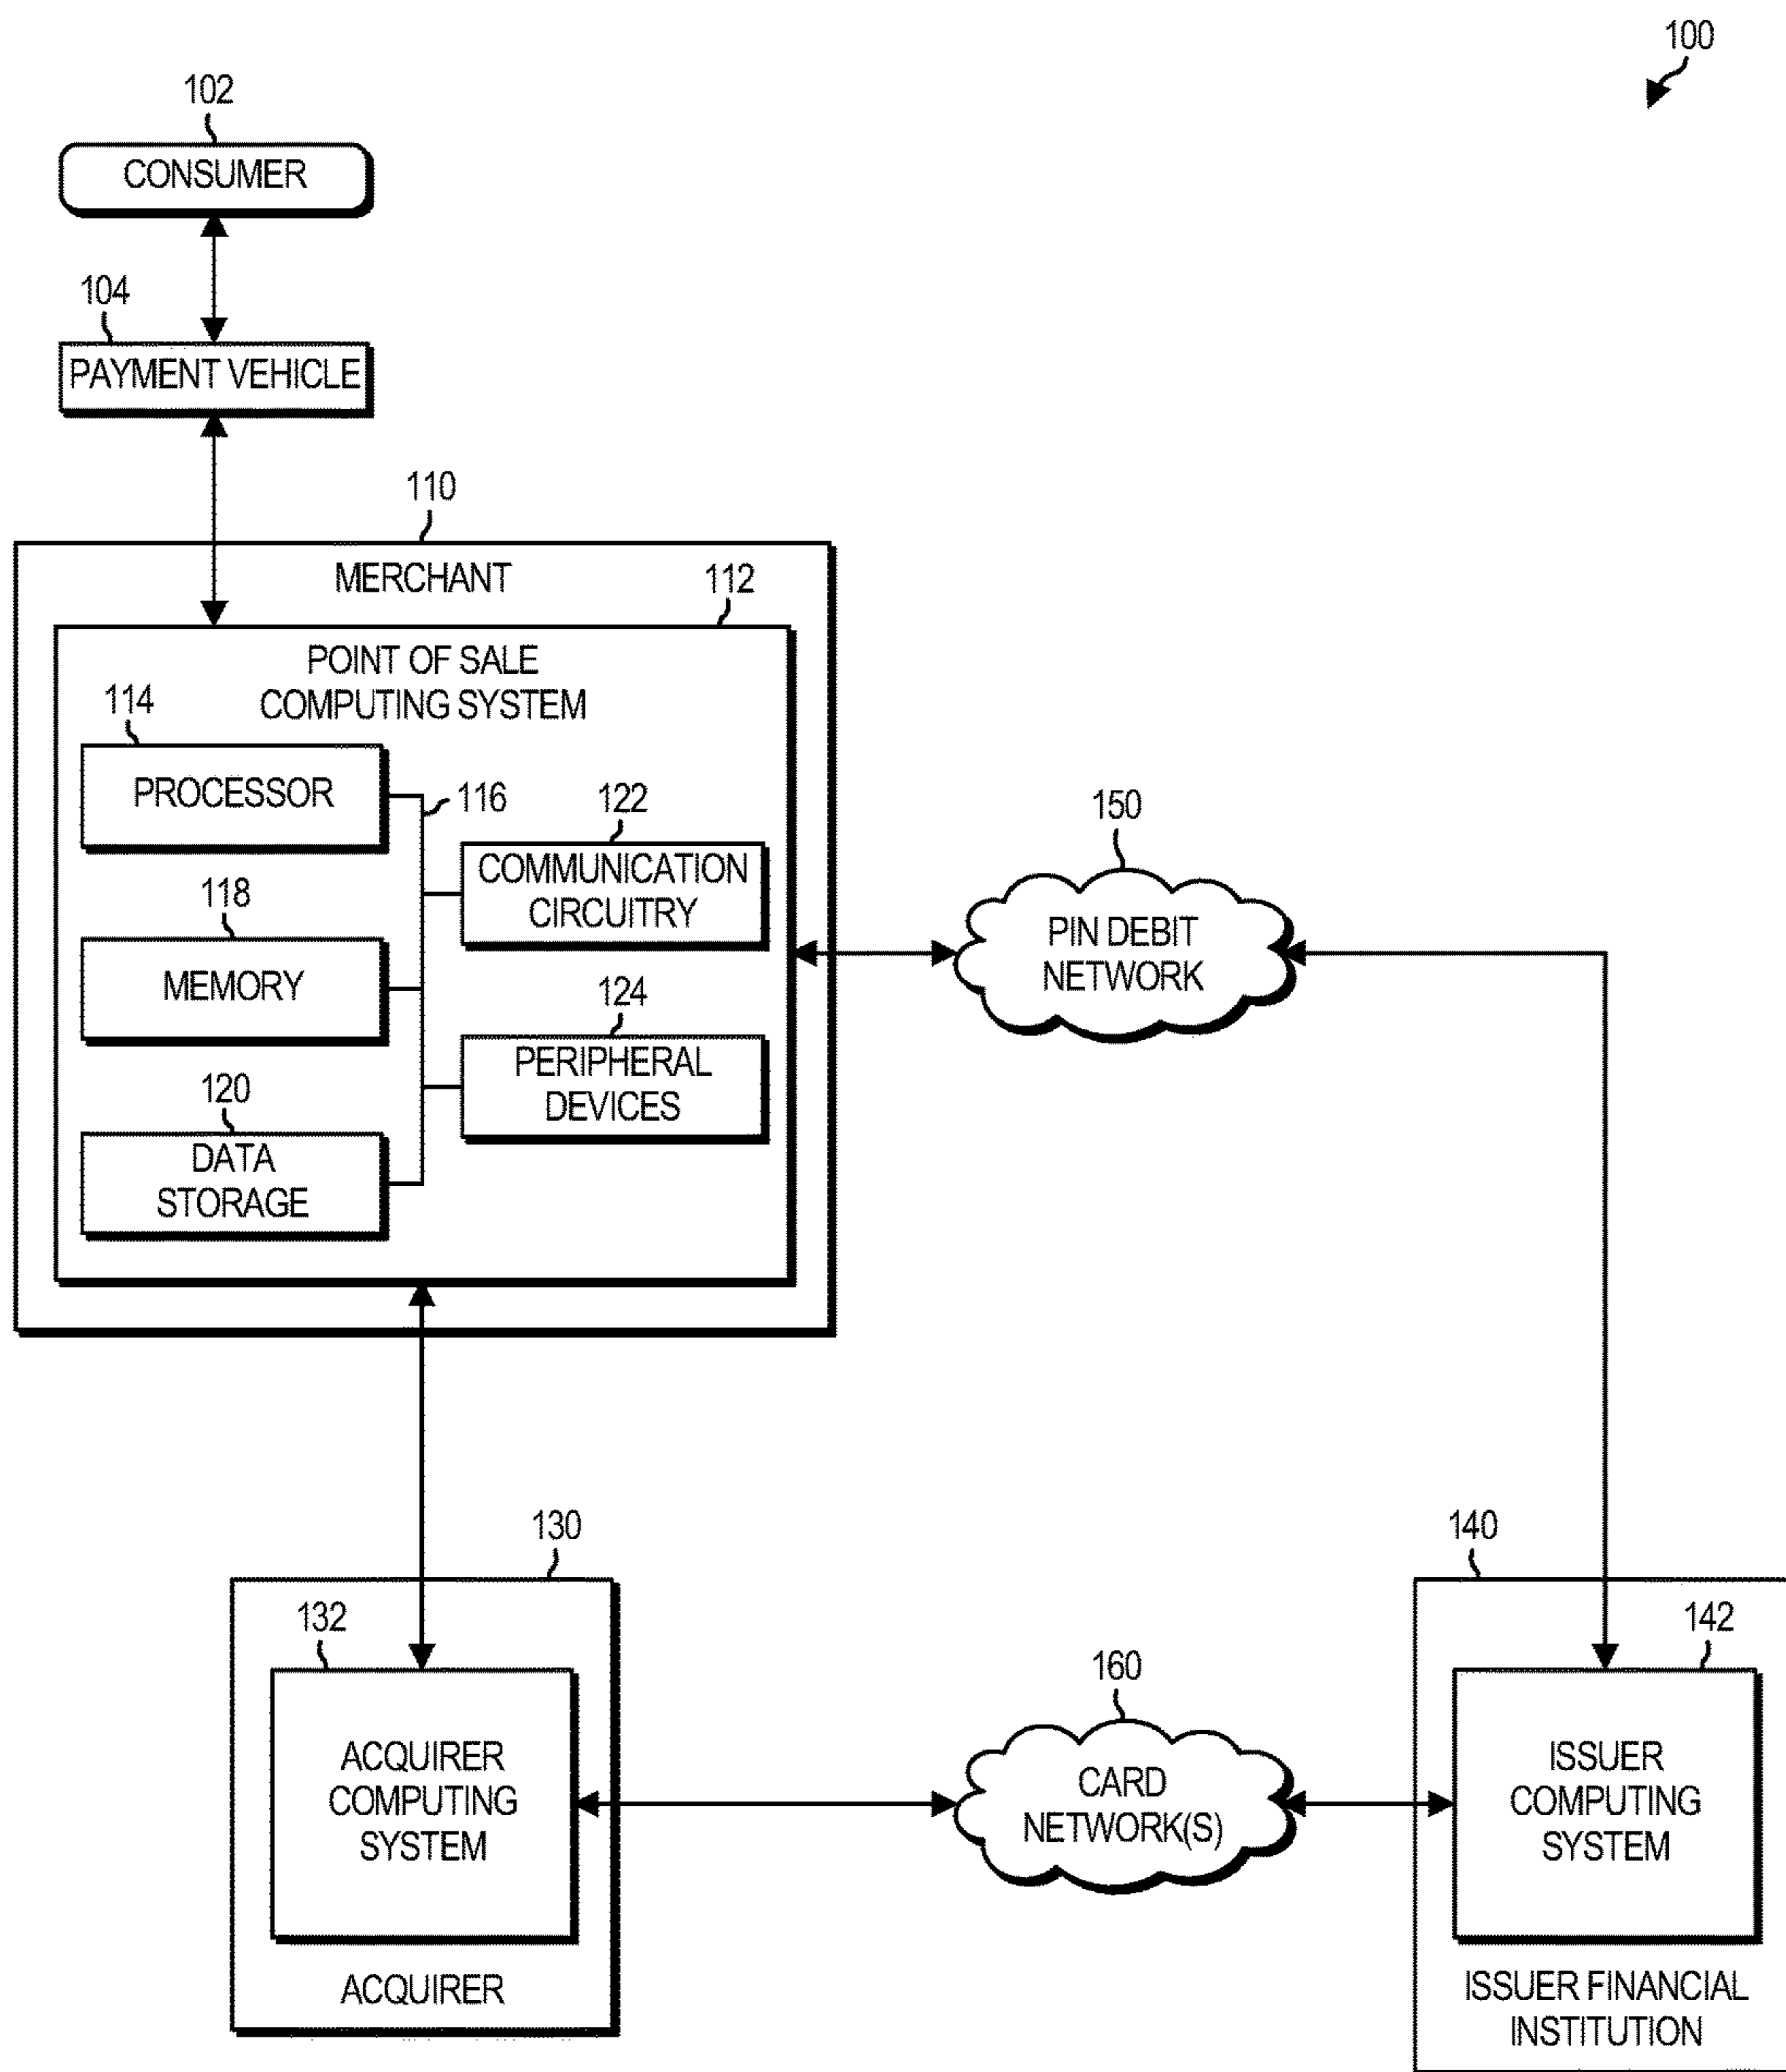 100
102
CONSUMER
104
PAYMENT VEHICLE
110
MERCHANT
112
POINT OF SALE
COMPUTING SYSTEM
114
PROCESSOR
116
122
COMMUNICATION
CIRCUITRY
118
MEMORY
124
PERIPHERAL
DEVICES
120
DATA
STORAGE
150
PIN DEBIT
NETWORK
130
132
ACQUIRER
COMPUTING
SYSTEM
ACQUIRER
160
CARD
NETWORK(S)
140
142
ISSUER
COMPUTING
SYSTEM
ISSUER FINANCIAL
INSTITUTION